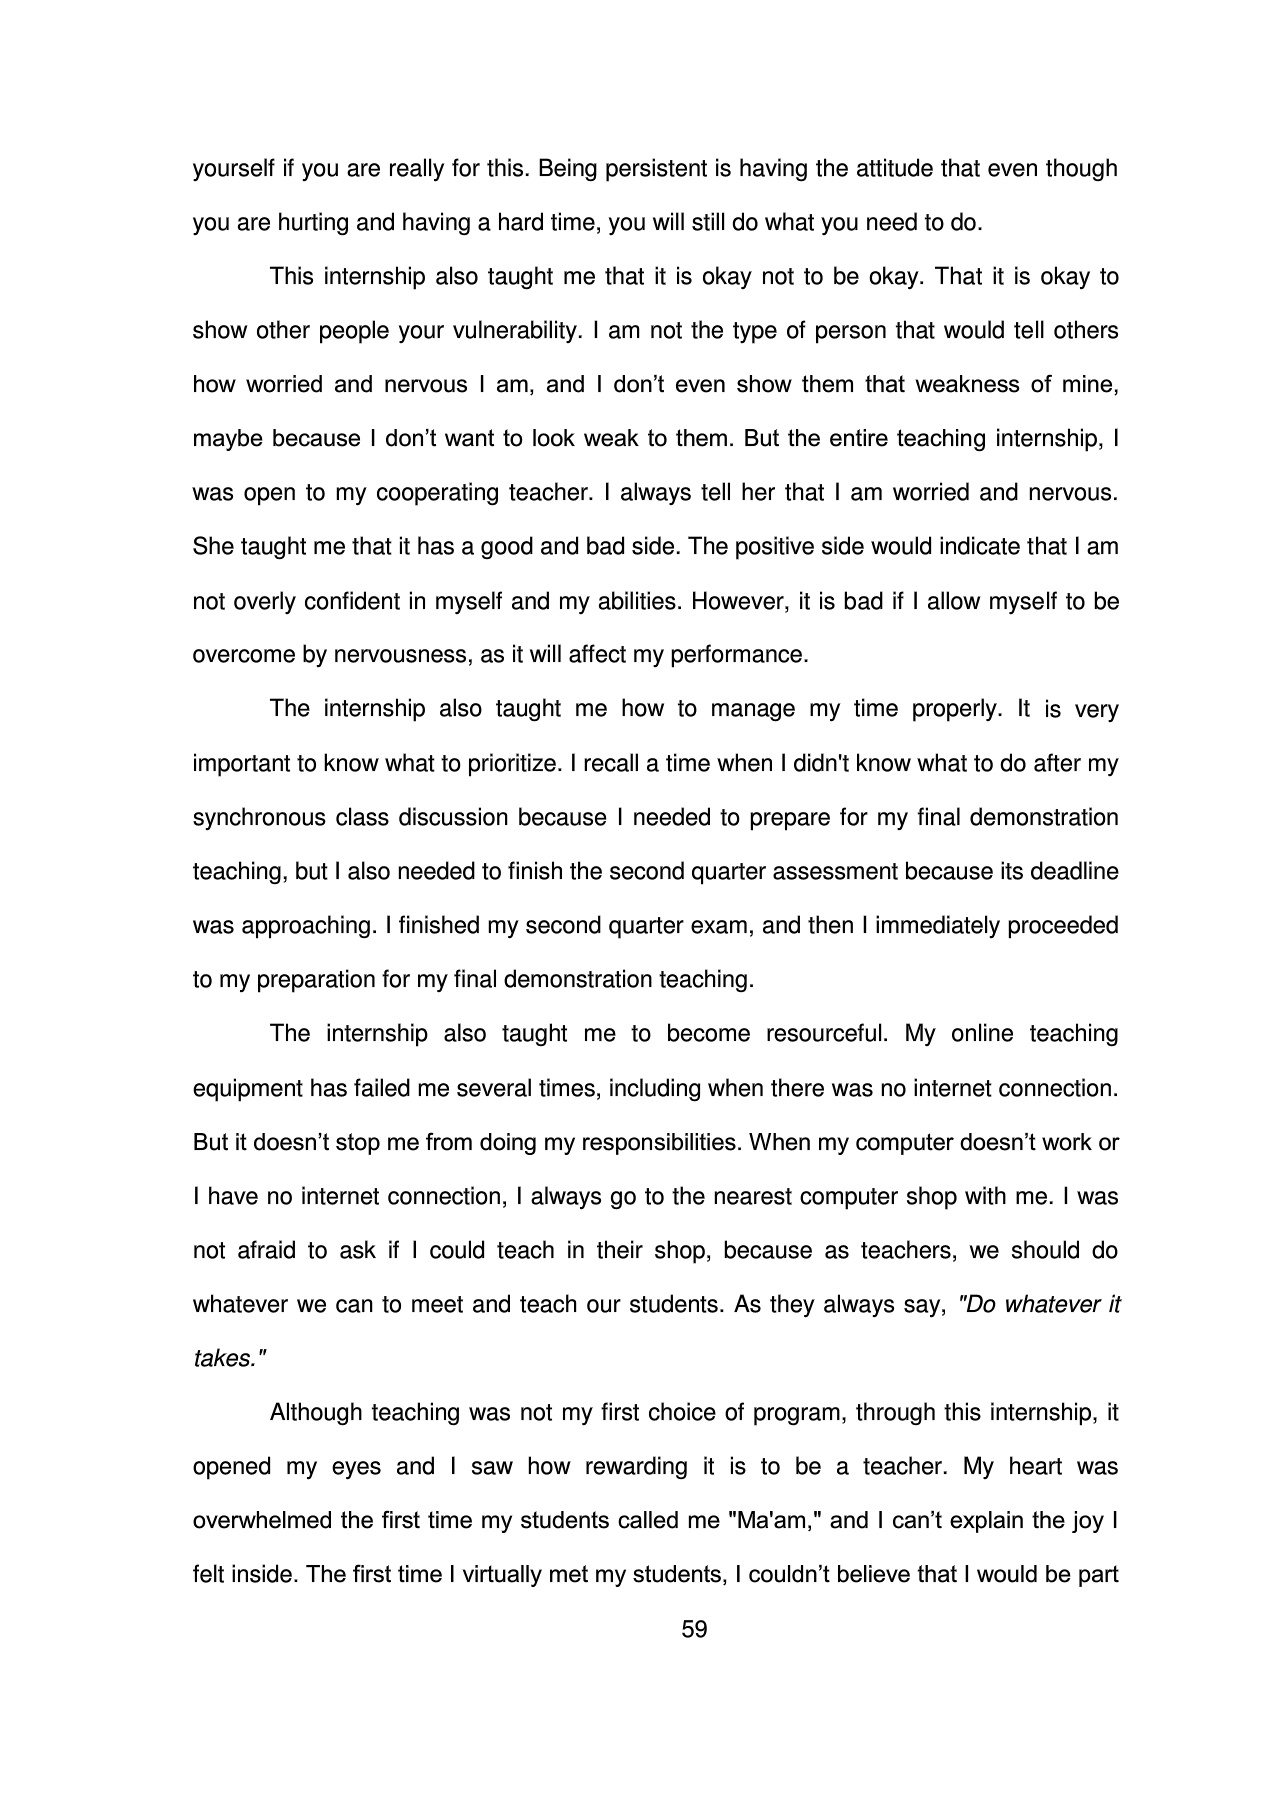 yourself if you are really for this. Being persistent is having the attitude that even though
you are hurting and having a hard time, you will still do what you need to do.
This internship also taught me that it is okay not to be okay. That it is okay to
show other people your vulnerability. I am not the type of person that would tell others
how worried and nervous I am, and I don’t even show them that weakness of mine,
maybe because I don’t want to look weak to them. But the entire teaching internship, I
was open to my cooperating teacher. I always tell her that I am worried and nervous.
She taught me that it has a good and bad side. The positive side would indicate that I am
not overly confident in myself and my abilities. However, it is bad if I allow myself to be
overcome by nervousness, as it will affect my performance.
The internship also taught me how to manage my time properly. It is very
important to know what to prioritize. I recall a time when I didn't know what to do after my
synchronous class discussion because I needed to prepare for my final demonstration
teaching, but I also needed to finish the second quarter assessment because its deadline
was approaching. I finished my second quarter exam, and then I immediately proceeded
to my preparation for my final demonstration teaching.
The internship also taught me to become resourceful. My online teaching
equipment has failed me several times, including when there was no internet connection.
But it doesn’t stop me from doing my responsibilities. When my computer doesn’t work or
I have no internet connection, I always go to the nearest computer shop with me. I was
not afraid to ask if I could teach in their shop, because as teachers, we should do
whatever we can to meet and teach our students. As they always say, "Do whatever it
takes."
Although teaching was not my first choice of program, through this internship, it
opened my eyes and I saw how rewarding it is to be a teacher. My heart was
overwhelmed the first time my students called me "Ma'am," and I can’t explain the joy I
felt inside. The first time I virtually met my students, I couldn’t believe that I would be part
59